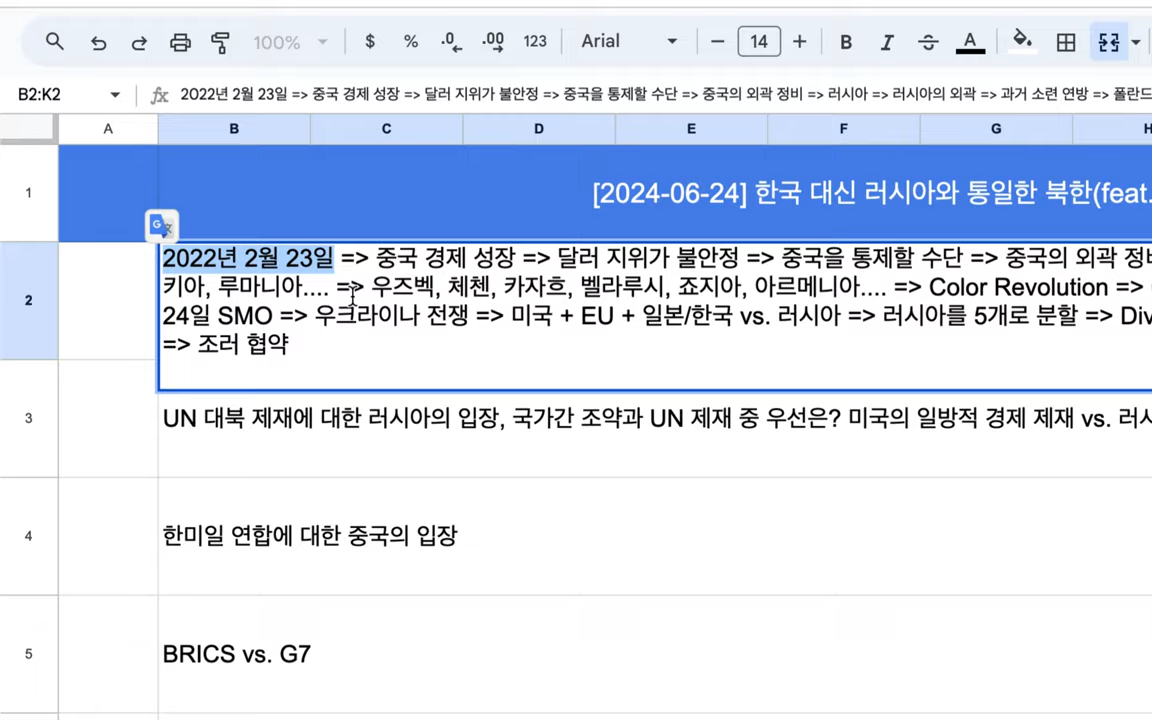 100% $ % .0 .00 123 Arial 14 B I A
B2:K2 fx 2022년 2월 23일 => 중국 경제 성장 => 달러 지위가 불안정 => 중국을 통제할 수단 => 중국의 외곽 정비 => 러시아 => 러시아의 외곽 => 과거 소련 연방 => 폴란드
A B C D E F G H
1 [2024-06-24] 한국 대신 러시아와 통일한 북한(feat.
2022년 2월 23일 => 중국 경제 성장 => 달러 지위가 불안정 => 중국을 통제할 수단 => 중국의 외곽 정비
2 키아, 루마니아.... => 우즈벡, 체첸, 카자흐, 벨라루시, 죠지아, 아르메니아.... => Color Revolution =>
24일 SMO => 우크라이나 전쟁 => 미국 + EU + 일본/한국 vs. 러시아 => 러시아를 5개로 분할 => Div
=> 조러 협약
3 UN 대북 제재에 대한 러시아의 입장, 국가간 조약과 UN 제재 중 우선은? 미국의 일방적 경제 제재 vs. 러시
4 한미일 연합에 대한 중국의 입장
5 BRICS vs. G7